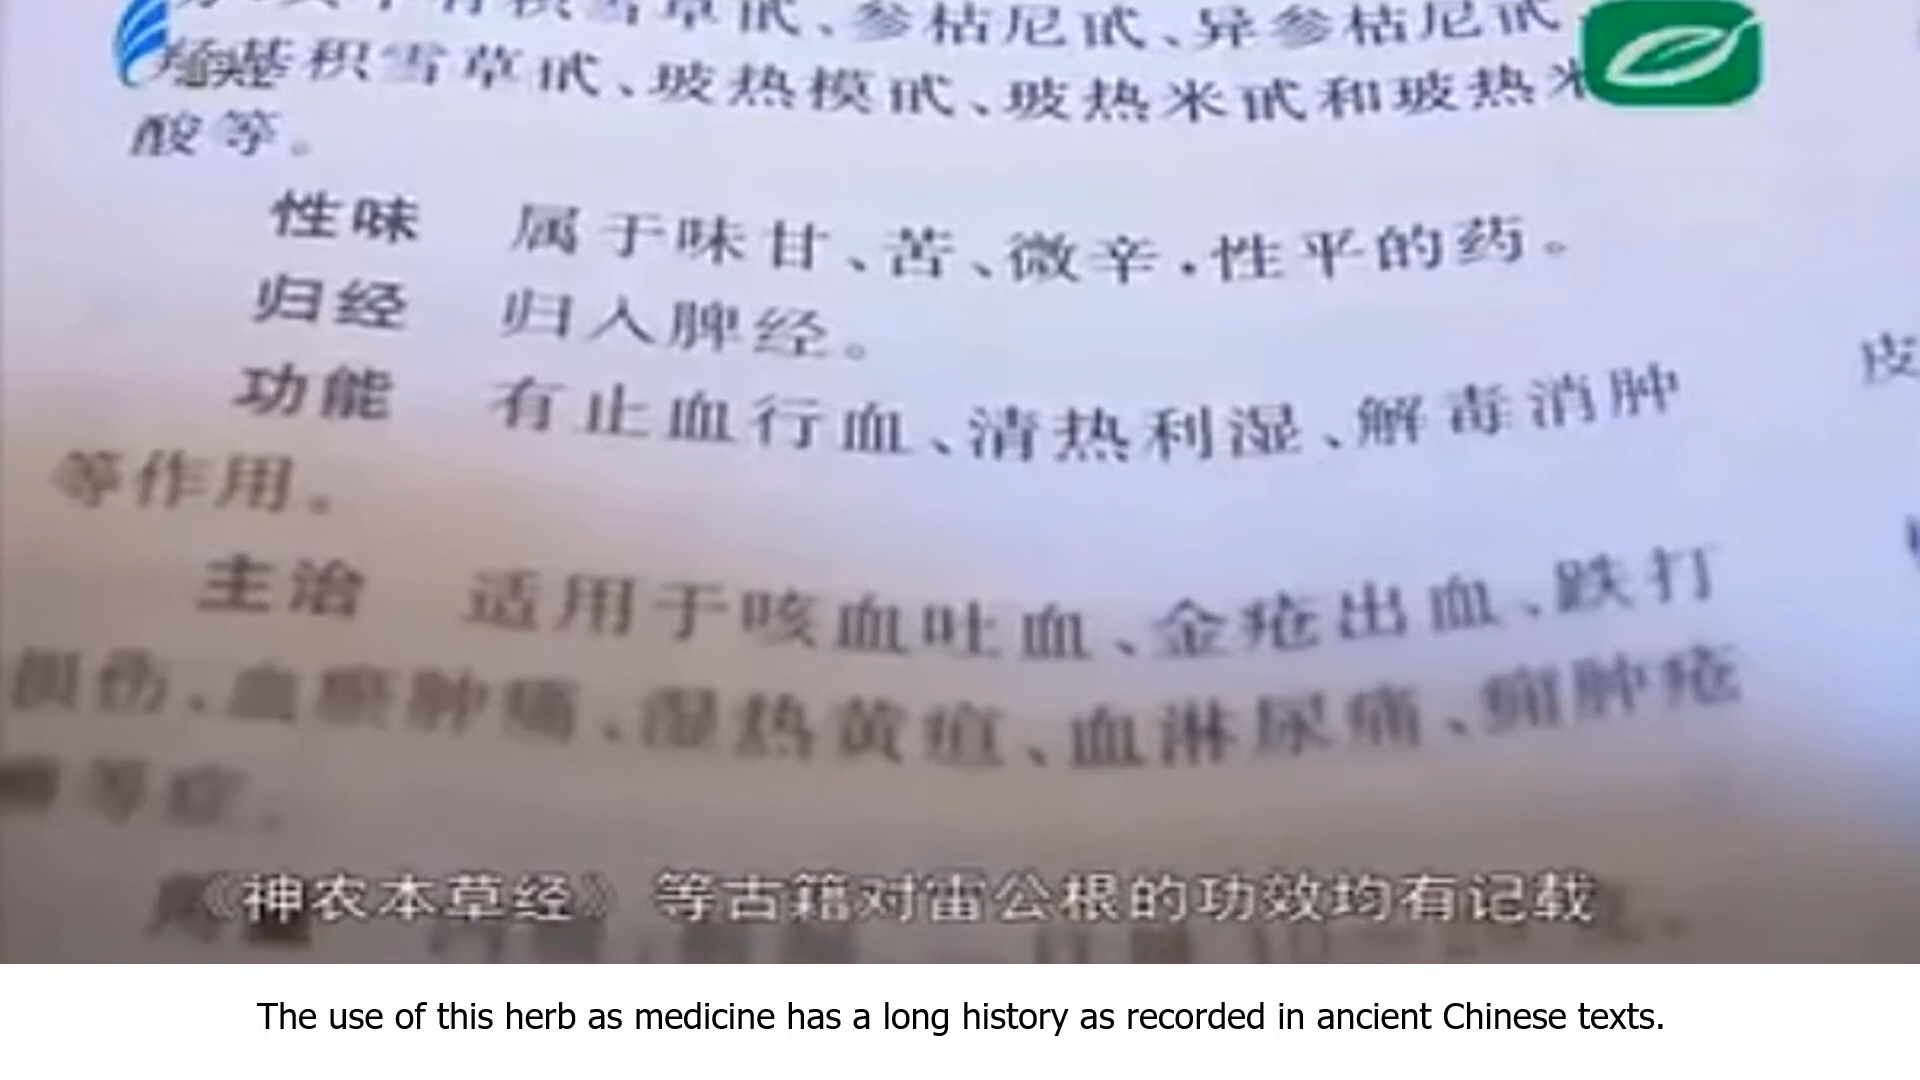 积雪草甙、参枯尼甙、异参枯尼甙
基积雪草甙、玻热模甙、玻热米甙和玻热米
酸等。
性味 属于味甘、苦、微辛，性平的药。
归经 归入脾经。
功能 有止血行血、清热利湿、解毒消肿
等作用。
主治 适用于咳血吐血、金疮出血、跌打
损伤、血瘀肿痛、湿热黄疸、血淋尿痛、痈肿疮
等症。
皮
《神农本草经》 等古籍对雷公根的功效均有记载
The use of this herb as medicine has a long history as recorded in ancient Chinese texts.